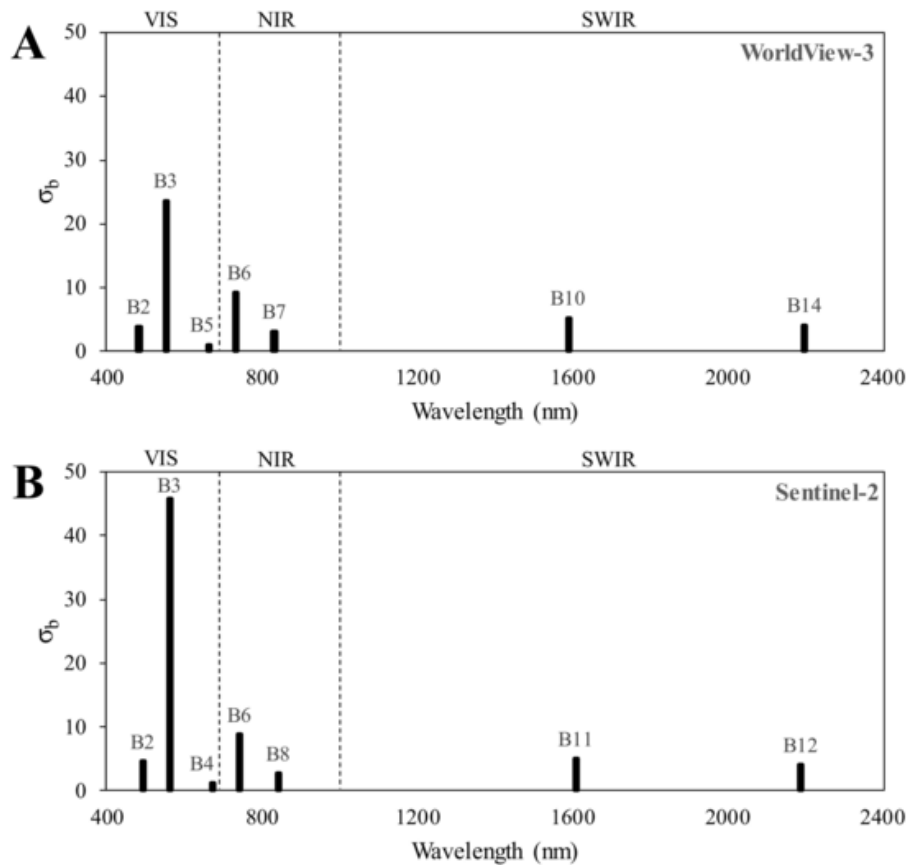 VIS NIR SWIR
A
50 WorldView-3
40
30
B3
20
B6
10
B2 B5 B7 B10 B14
0
σb
400 800 1200 1600 2000 2400
Wavelength (nm)
VIS NIR SWIR
B
50 B3 Sentinel-2
40
30
20
10
B6
B2 B4 B8 B11 B12
0
σb
400 800 1200 1600 2000 2400
Wavelength (nm)